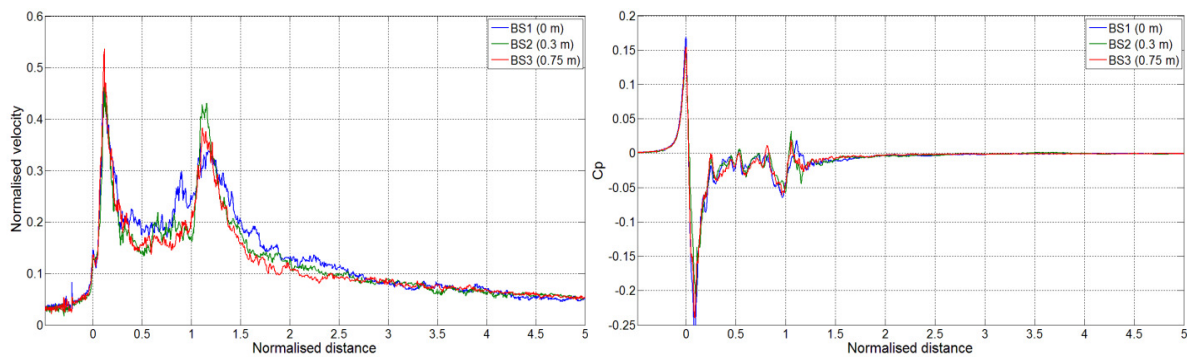 0.6
0.5
0.4
0.3
0.2
0.1
0
Normalised velocity
BS1 (0 m)
BS2 (0.3 m)
BS3 (0.75 m)
0 0.5 1 1.5 2 2.5 3 3.5 4 4.5 5
Normalised distance
0.2
0.15
0.1
0.05
0
-0.05
-0.1
-0.15
-0.2
-0.25
Cp
BS1 (0 m)
BS2 (0.3 m)
BS3 (0.75 m)
0 0.5 1 1.5 2 2.5 3 3.5 4 4.5 5
Normalised distance